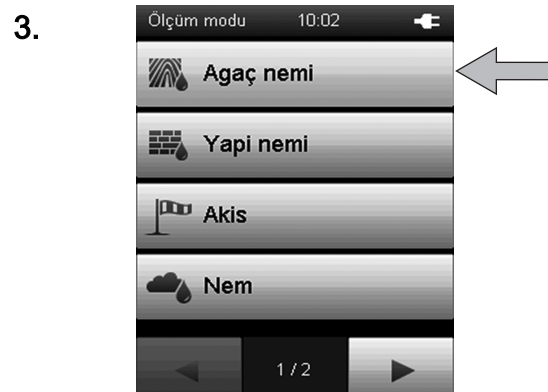 3.
Ölçüm modu 10:02
Agaç nemi
Yapi nemi
Akis
Nem
1 / 2